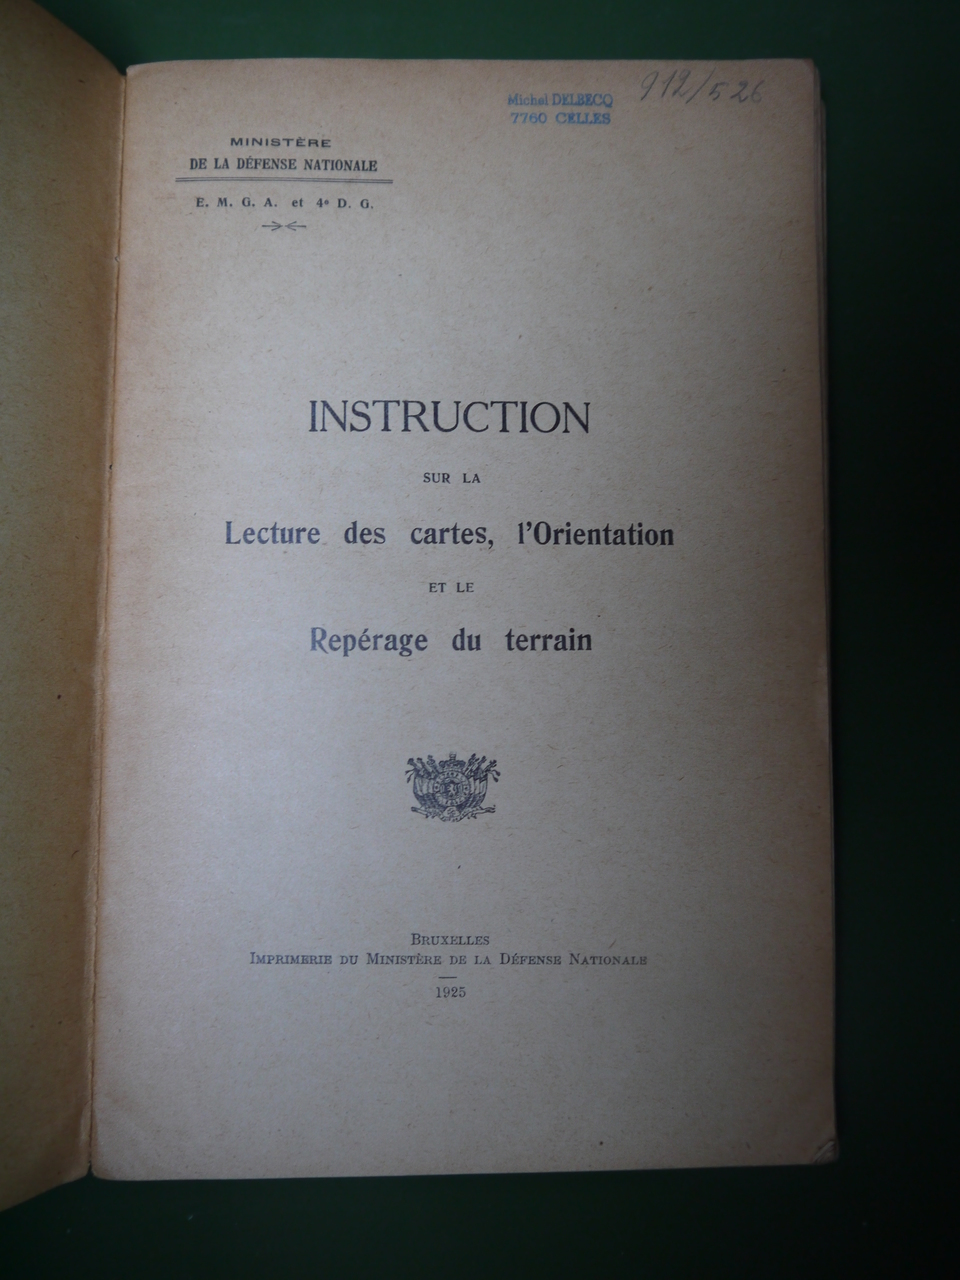 912/526
Michel DELBECQ
7760 CELLES
MINISTÈRE
DE LA DÉFENSE NATIONALE
E. M. G. A. et 4e D. G.
INSTRUCTION
SUR LA
Lecture des cartes, l'Orientation
ET LE
Repérage du terrain
BRUXELLES
IMPRIMERIE DU MINISTÈRE DE LA DÉFENSE NATIONALE
1925